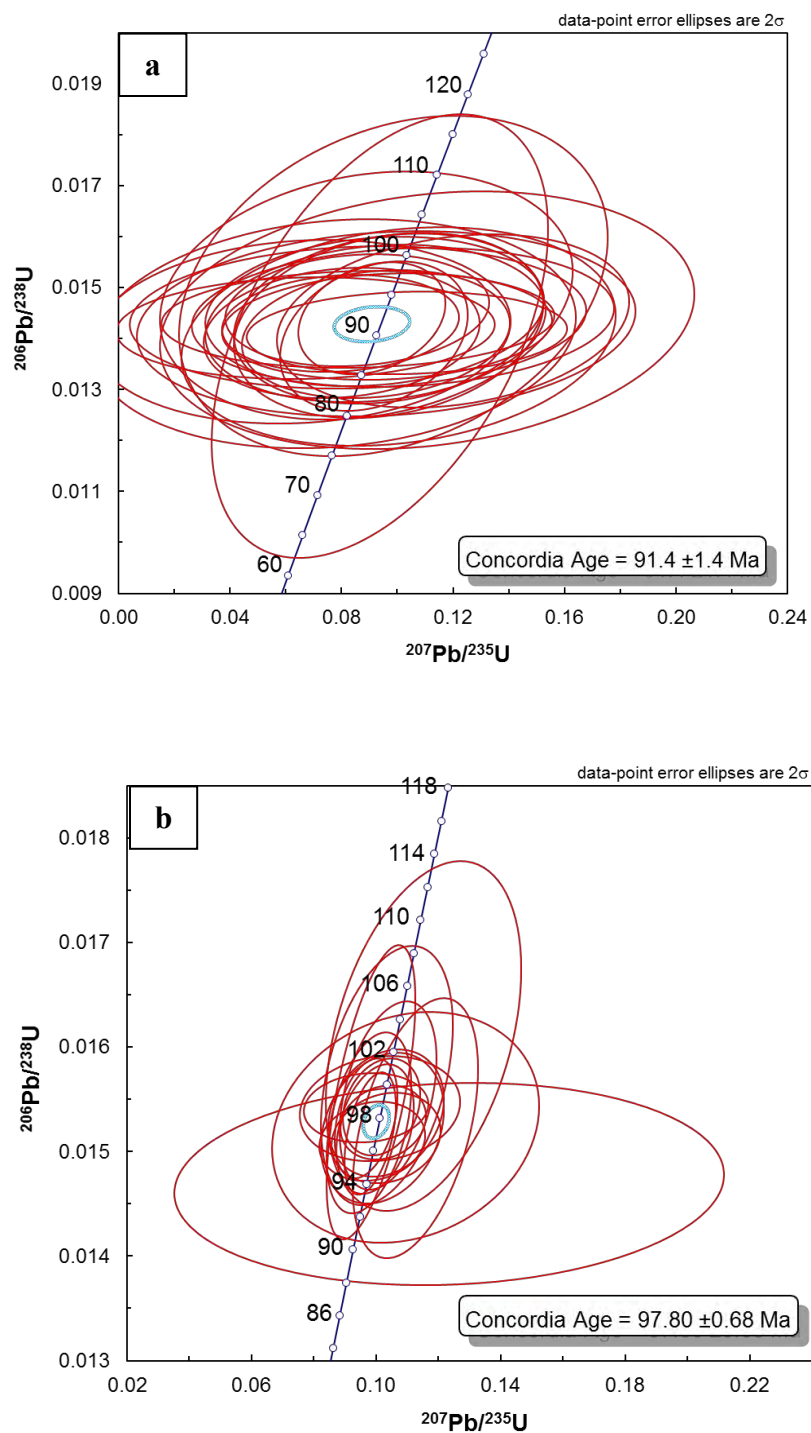 data-point error ellipses are 2σ
a
0.019
0.017
0.015
0.013
0.011
0.009
206Pb/238U
120
110
100
90
80
70
60
Concordia Age = 91.4 ±1.4 Ma
0.00 0.04 0.08 0.12 0.16 0.20 0.24
207Pb/235U
data-point error ellipses are 2σ
b
0.018
0.017
0.016
0.015
0.014
0.013
206Pb/238U
118
114
110
106
102
98
94
90
86
Concordia Age = 97.80 ±0.68 Ma
0.02 0.06 0.10 0.14 0.18 0.22
207Pb/235U